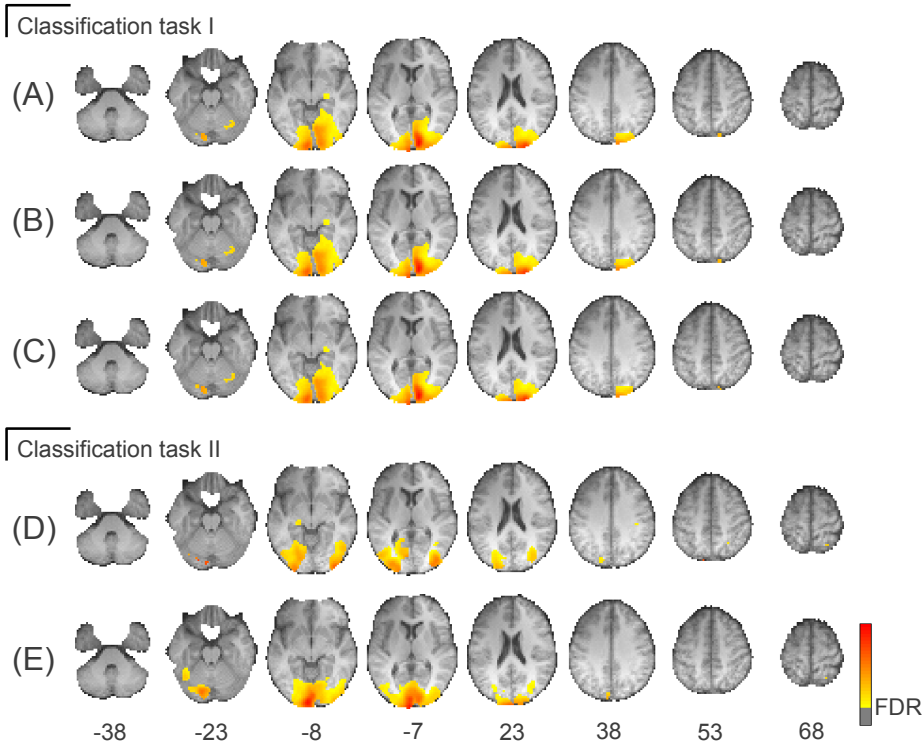 Classification task I
(A)
(B)
(C)
Classification task II
(D)
(E)
FDR
-38 -23 -8 -7 23 38 53 68